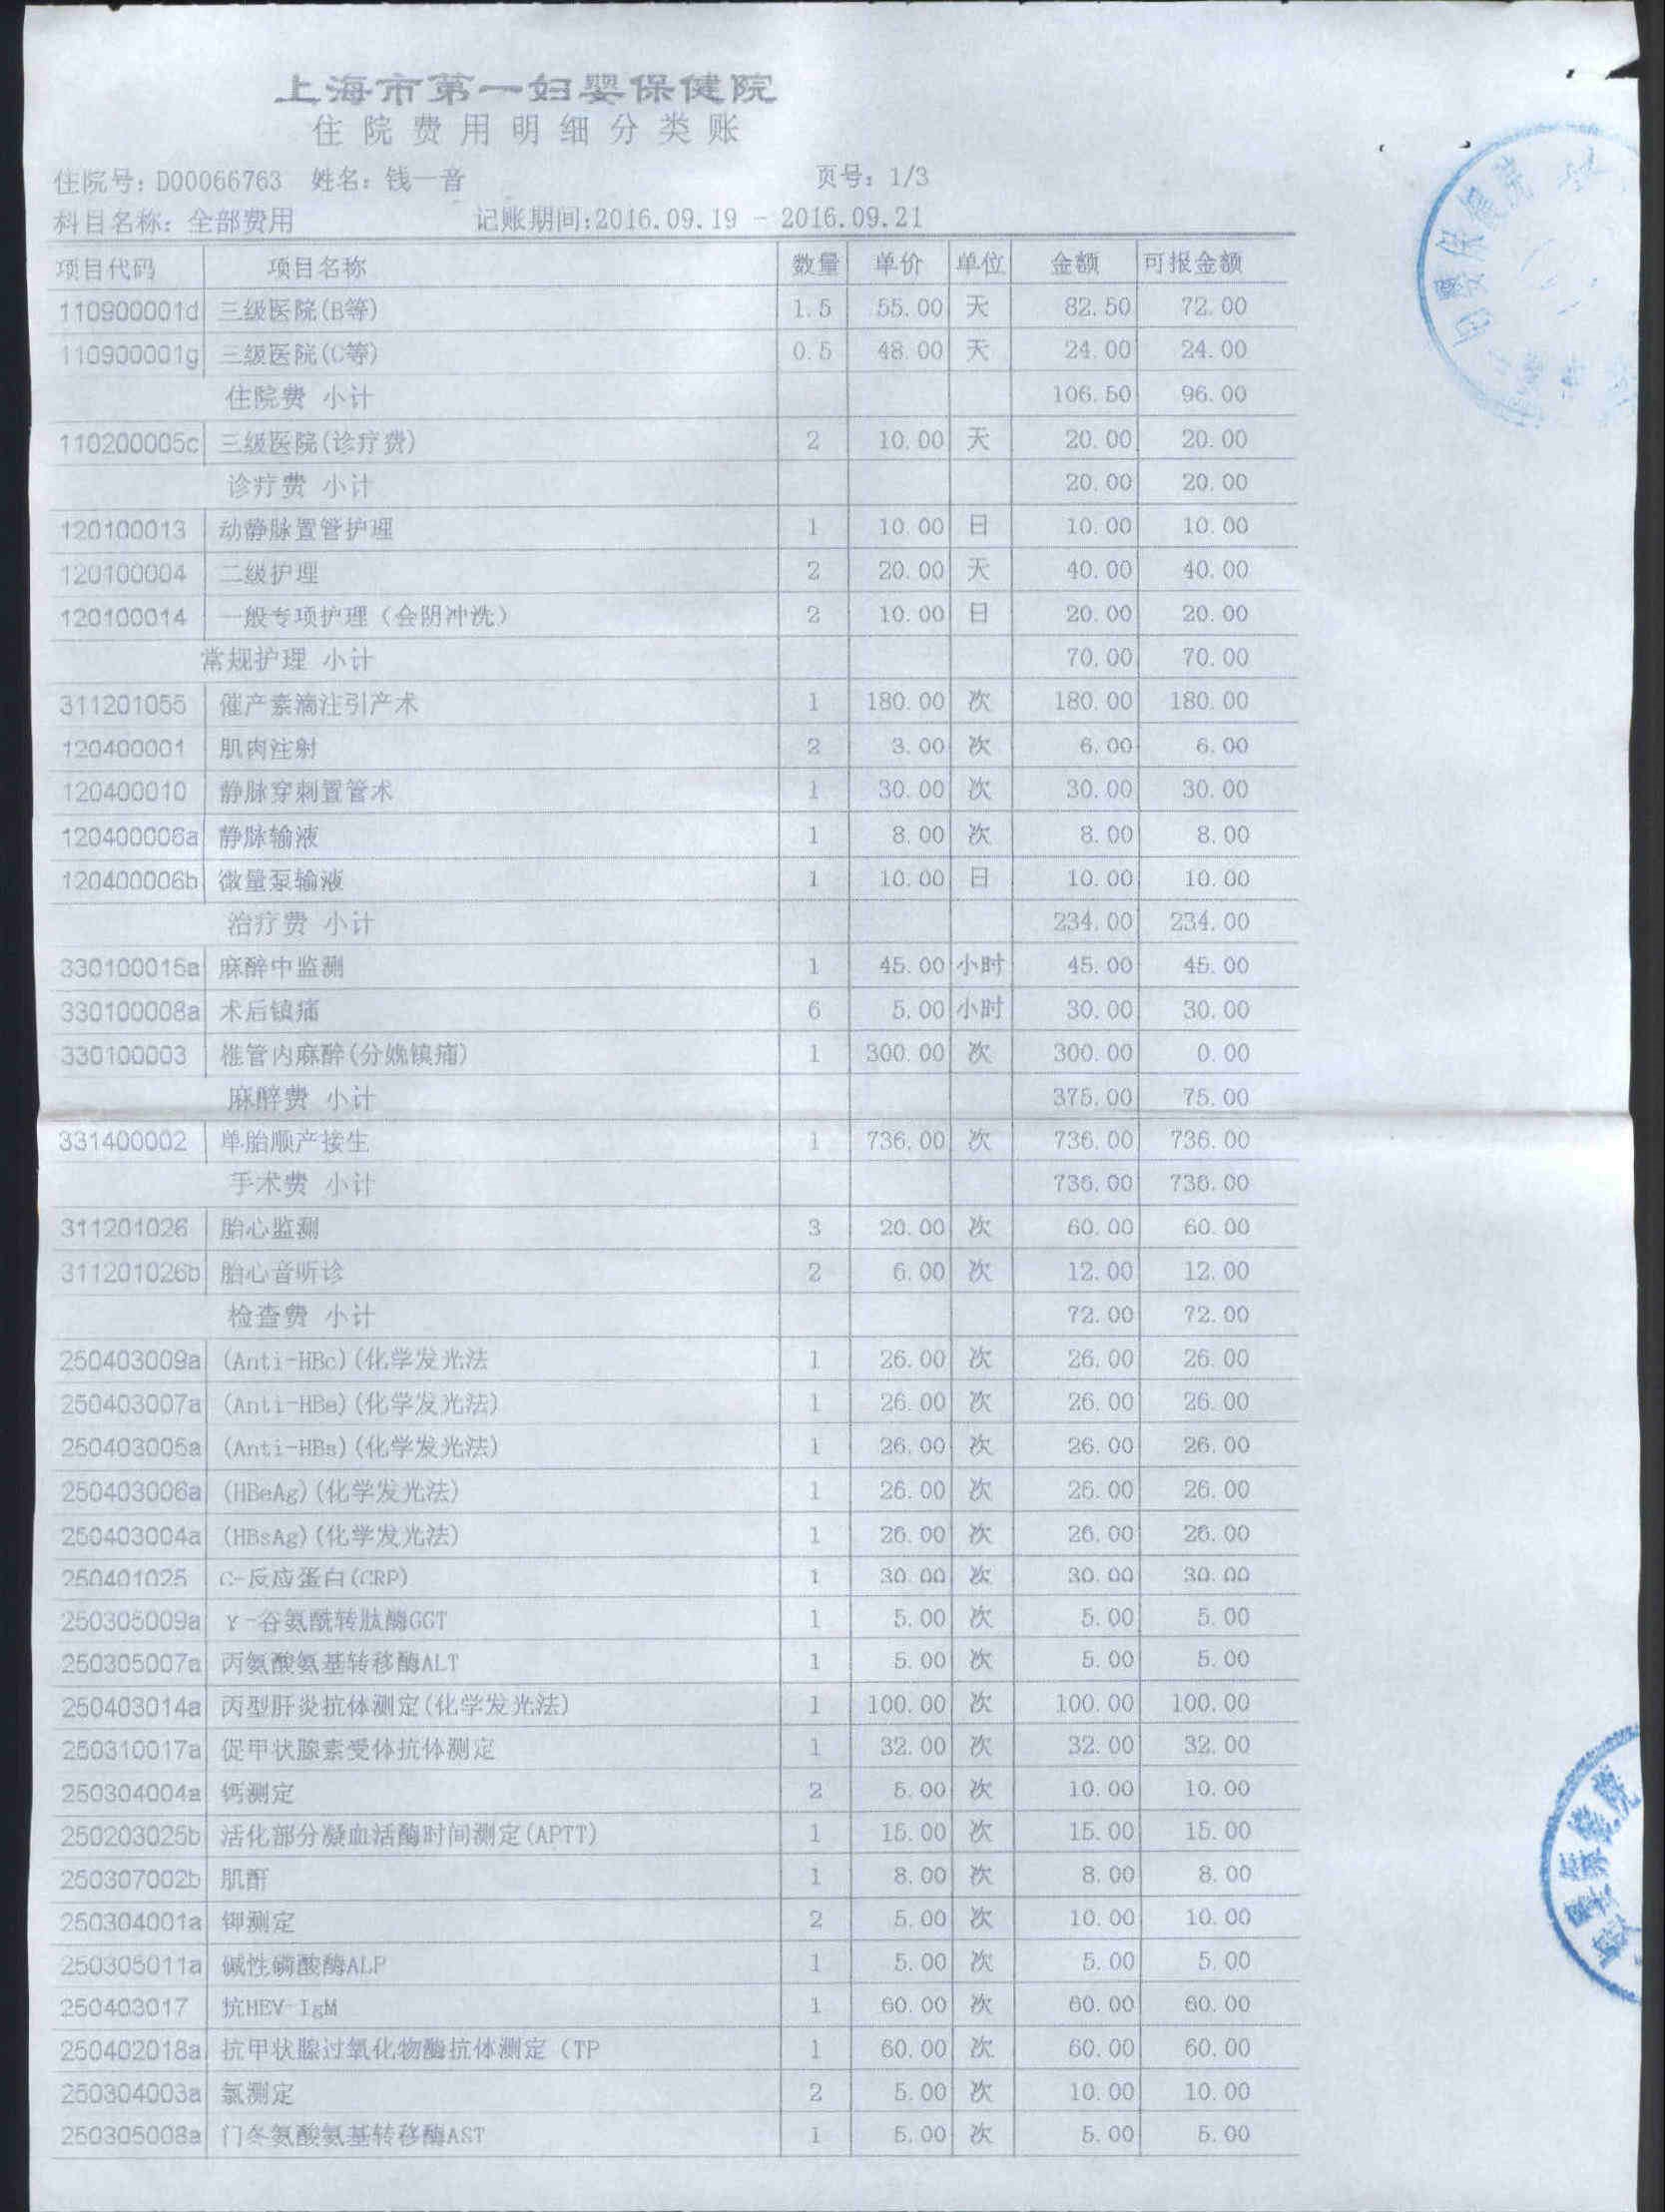 上海市第一妇婴保健院
住院费用明细分类账
住院号: D00066763 姓名: 钱一音 页号: 1/3
科目名称: 全部费用 记账期间:2016.09.19 - 2016.09.21
项目代码 项目名称 数量 单价 单位 金额 可报金额
110900001d 三级医院(B等) 1.5 55.00 天 82.50 72.00
110900001g 三级医院(C等) 0.5 48.00 天 24.00 24.00
住院费 小计 106.50 96.00
110200005c 三级医院(诊疗费) 2 10.00 天 20.00 20.00
诊疗费 小计 20.00 20.00
120100013 动静脉置管护理 1 10.00 日 10.00 10.00
120100004 二级护理 2 20.00 天 40.00 40.00
120100014 一般专项护理（会阴冲洗） 2 10.00 日 20.00 20.00
常规护理 小计 70.00 70.00
311201055 催产素滴注引产术 1 180.00 次 180.00 180.00
120400001 肌肉注射 2 3.00 次 6.00 6.00
120400010 静脉穿刺置管术 1 30.00 次 30.00 30.00
120400006a 静脉输液 1 8.00 次 8.00 8.00
120400006b 微量泵输液 1 10.00 日 10.00 10.00
治疗费 小计 234.00 234.00
330100015a 麻醉中监测 1 45.00 小时 45.00 45.00
330100008a 术后镇痛 6 5.00 小时 30.00 30.00
330100003 椎管内麻醉(分娩镇痛) 1 300.00 次 300.00 0.00
麻醉费 小计 375.00 75.00
331400002 单胎顺产接生 1 736.00 次 736.00 736.00
手术费 小计 736.00 736.00
311201026 胎心监测 3 20.00 次 60.00 60.00
311201026b 胎心音听诊 2 6.00 次 12.00 12.00
检查费 小计 72.00 72.00
250403009a (Anti-HBc)(化学发光法 1 26.00 次 26.00 26.00
250403007a (Anti-HBe)(化学发光法) 1 26.00 次 26.00 26.00
250403005a (Anti-HBs)(化学发光法) 1 26.00 次 26.00 26.00
250403006a (HBeAg)(化学发光法) 1 26.00 次 26.00 26.00
250403004a (HBsAg)(化学发光法) 1 26.00 次 26.00 26.00
250401025 C-反应蛋白(CRP) 1 30.00 次 30.00 30.00
250305009a γ-谷氨酰转肽酶GGT 1 5.00 次 5.00 5.00
250305007a 丙氨酸氨基转移酶ALT 1 5.00 次 5.00 5.00
250403014a 丙型肝炎抗体测定(化学发光法) 1 100.00 次 100.00 100.00
250310017a 促甲状腺素受体抗体测定 1 32.00 次 32.00 32.00
250304004a 钙测定 2 5.00 次 10.00 10.00
250203025b 活化部分凝血活酶时间测定(APTT) 1 15.00 次 15.00 15.00
250307002b 肌酐 1 8.00 次 8.00 8.00
250304001a 钾测定 2 5.00 次 10.00 10.00
250305011a 碱性磷酸酶ALP 1 5.00 次 5.00 5.00
250403017 抗HEV-IgM 1 60.00 次 60.00 60.00
250402018a 抗甲状腺过氧化物酶抗体测定（TP 1 60.00 次 60.00 60.00
250304003a 氯测定 2 5.00 次 10.00 10.00
250305008a 门冬氨酸氨基转移酶AST 1 5.00 次 5.00 5.00